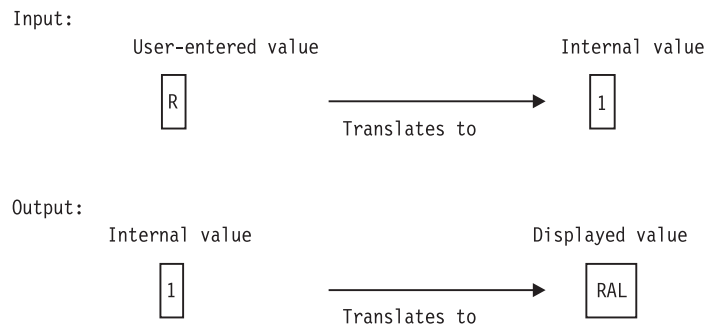 Input:
User-entered value Internal value
R 1
Translates to
Output:
Internal value Displayed value
1 RAL
Translates to